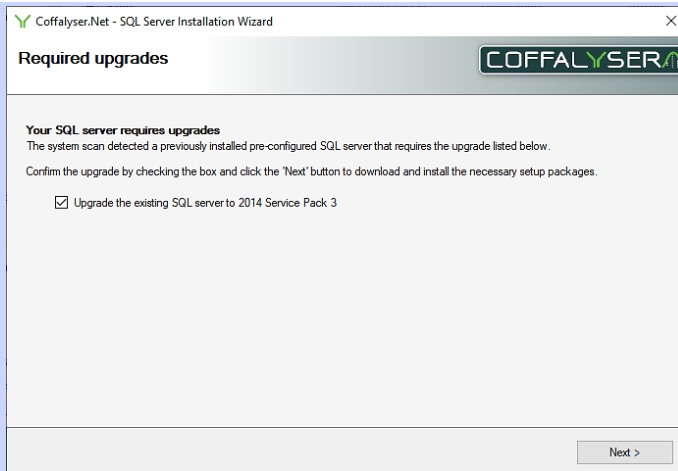 Coffalyser.Net - SQL Server Installation Wizard
Required upgrades
COFFALYSER
Your SQL server requires upgrades
The system scan detected a previously installed pre-configured SQL server that requires the upgrade listed below.
Confirm the upgrade by checking the box and click the 'Next' button to download and install the necessary setup packages.
Upgrade the existing SQL server to 2014 Service Pack 3
Next >